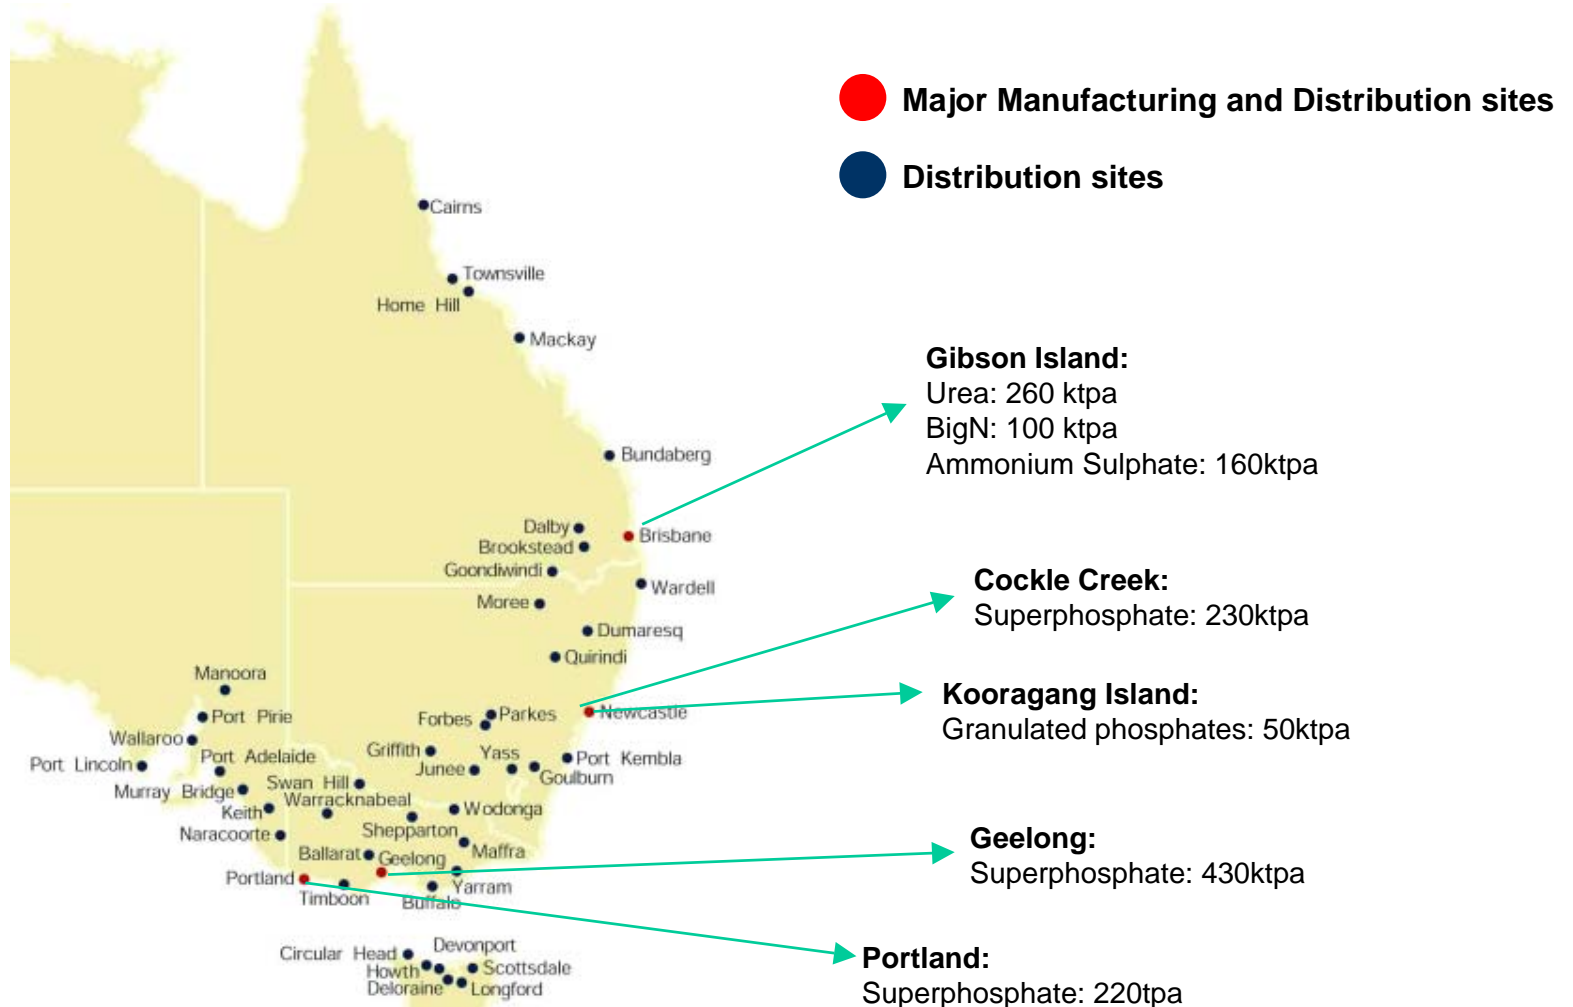 Major Manufacturing and Distribution sites
Distribution sites
Cairns
Townsville
Home Hill
Mackay
Gibson Island:
Urea: 260 ktpa
BigN: 100 ktpa
Ammonium Sulphate: 160ktpa
Bundaberg
Dalby
Brisbane
Brookstead
Goondiwindi
Wardell
Moree
Cockle Creek:
Superphosphate: 230ktpa
Dumaresq
Quirindi
Manoora
Port Pirie
Forbes
Parkes
Newcastle
Kooragang Island:
Granulated phosphates: 50ktpa
Wallaroo
Port Adelaide
Griffith
Yass
Port Kembla
Port Lincoln
Junee
Goulburn
Murray Bridge
Swan Hill
Warracknabeal
Keith
Wodonga
Naracoorte
Shepparton
Maffra
Ballarat
Geelong
Geelong:
Superphosphate: 430ktpa
Portland
Timboon
Buffalo
Yarram
Circular Head
Devonport
Howth
Scottsdale
Deloraine
Longford
Portland:
Superphosphate: 220tpa